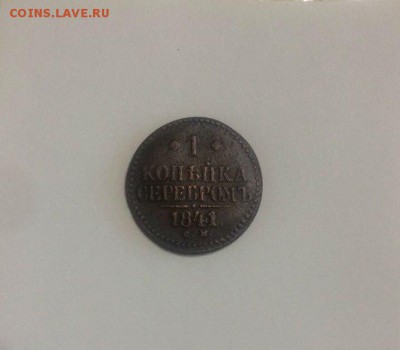 COINS.LAVE.RU
* 1 *
КОПѢЙКА
СЕРЕБРОМЪ
1841.
С М